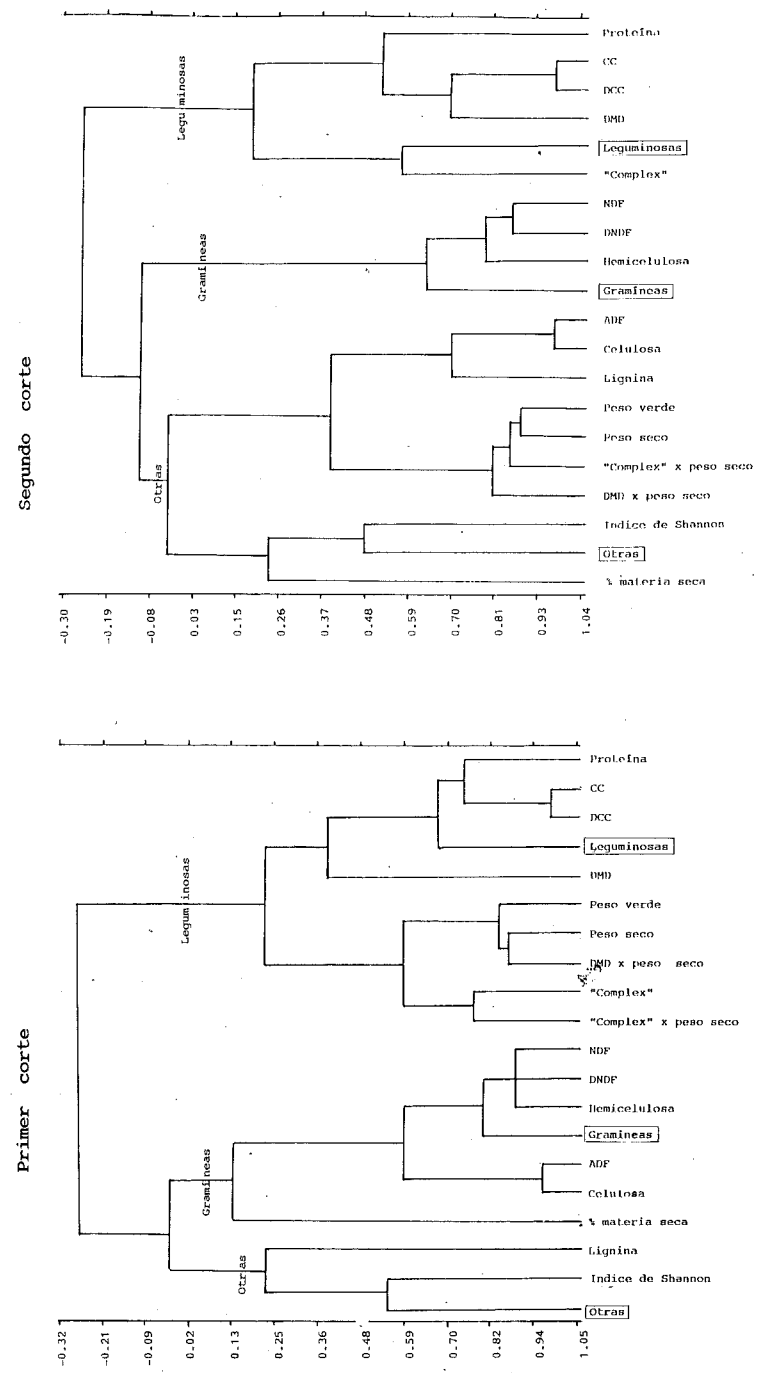 Segundo corte
Leguminosas
Gramíneas
Otras
Proteína
CC
DCC
DMD
Leguminosas
"Complex"
NDF
DNDF
Hemicelulosa
Gramíneas
ADF
Celulosa
Lignina
Peso verde
Peso seco
"Complex" x peso seco
DMD x peso seco
Indice de Shannon
Otras
% materia seca
-0.30
-0.19
-0.08
0.03
0.15
0.26
0.37
0.48
0.59
0.70
0.81
0.93
1.04
Primer corte
Leguminosas
Gramíneas
Otras
Proteína
CC
DCC
Leguminosas
DMD
Peso verde
Peso seco
DMD x peso seco
"Complex"
"Complex" x peso seco
NDF
DNDF
Hemicelulosa
Gramíneas
ADF
Celulosa
% materia seca
Lignina
Indice de Shannon
Otras
-0.32
-0.21
-0.09
0.02
0.13
0.25
0.36
0.48
0.59
0.70
0.82
0.94
1.05